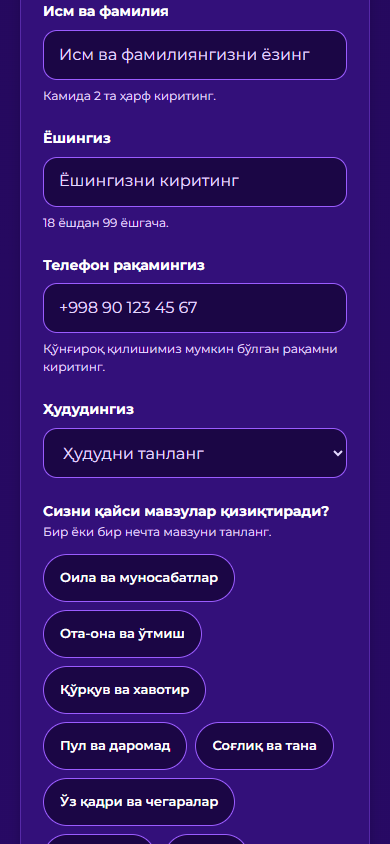 Исм ва фамилия
Исм ва фамилиянгизни ёзинг
Камида 2 та ҳарф киритинг.
Ёшингиз
Ёшингизни киритинг
18 ёшдан 99 ёшгача.
Телефон рақамингиз
+998 90 123 45 67
Қўнғироқ қилишимиз мумкин бўлган рақамни
киритинг.
Ҳудудингиз
Ҳудудни танланг
Сизни қайси мавзулар қизиқтиради?
Бир ёки бир нечта мавзуни танланг.
Оила ва муносабатлар
Ота-она ва ўтмиш
Қўрқув ва хавотир
Пул ва даромад
Соғлиқ ва тана
Ўз қадри ва чегаралар